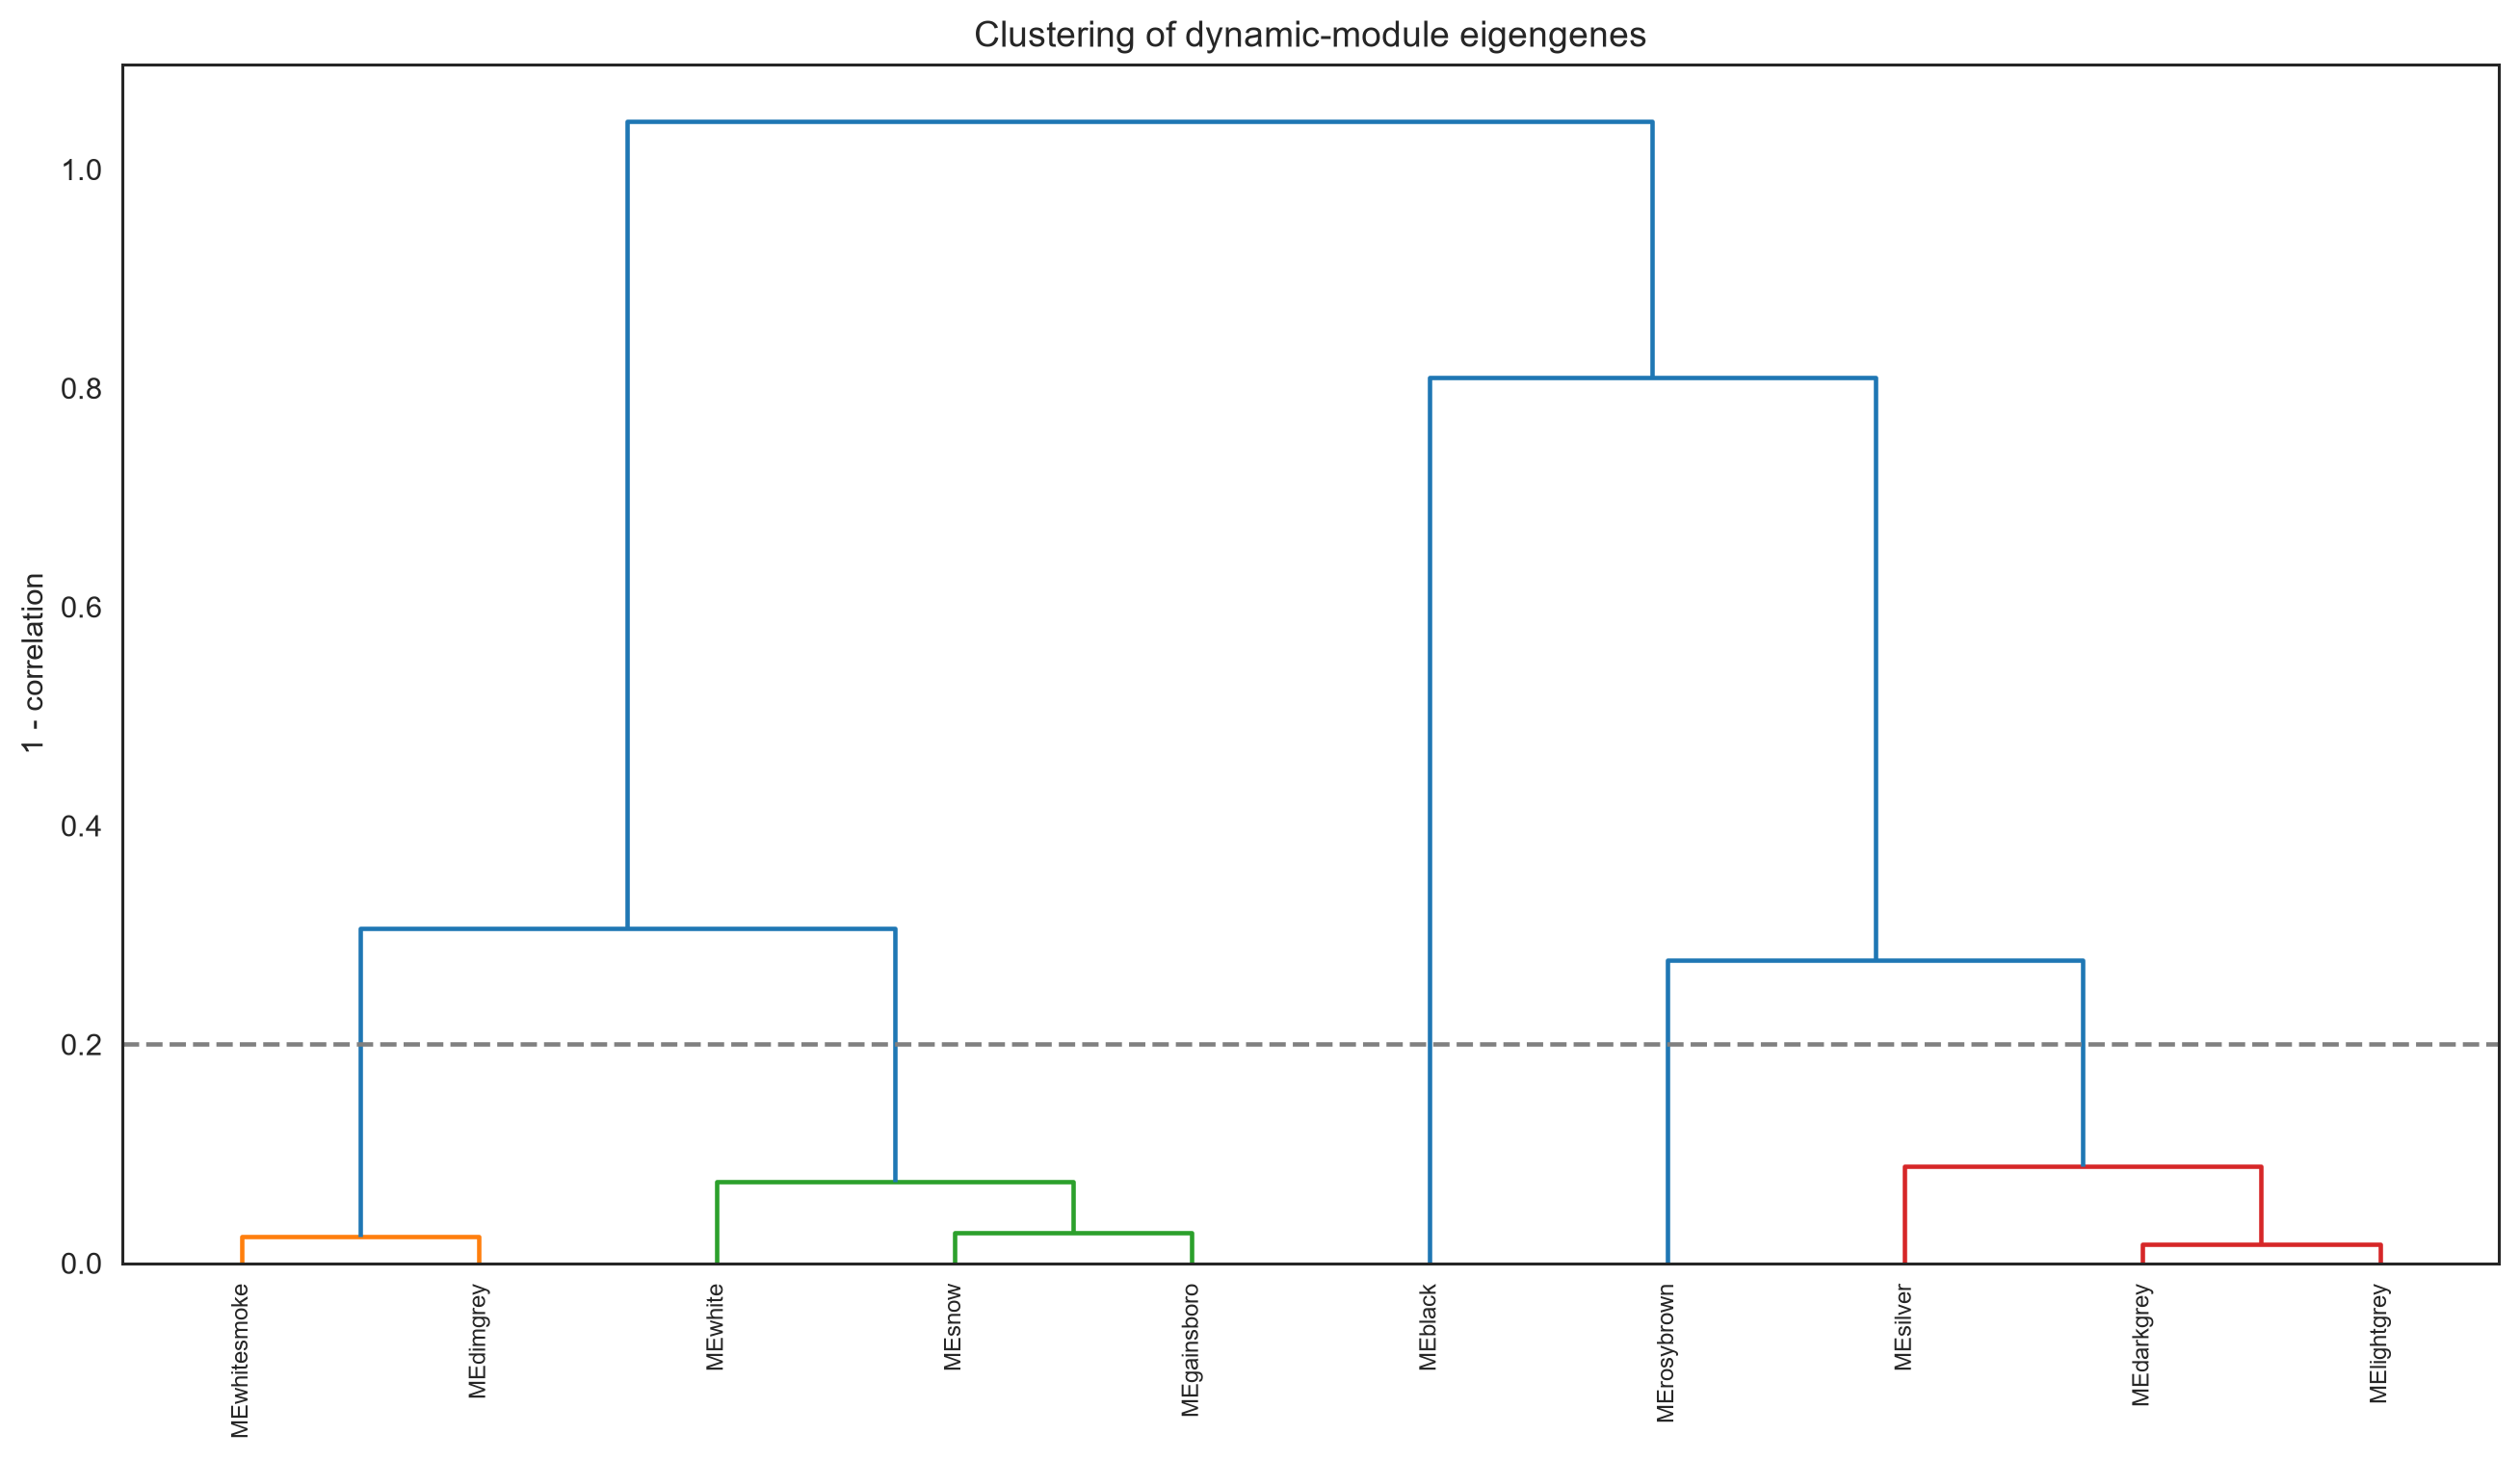 Clustering of dynamic-module eigengenes
1 - correlation
1.0
0.8
0.6
0.4
0.2
0.0
MEwhitesmoke
MEdimgrey
MEwhite
MEsnow
MEgainsboro
MEblack
MErosybrown
MEsilver
MEdarkgrey
MElightgrey